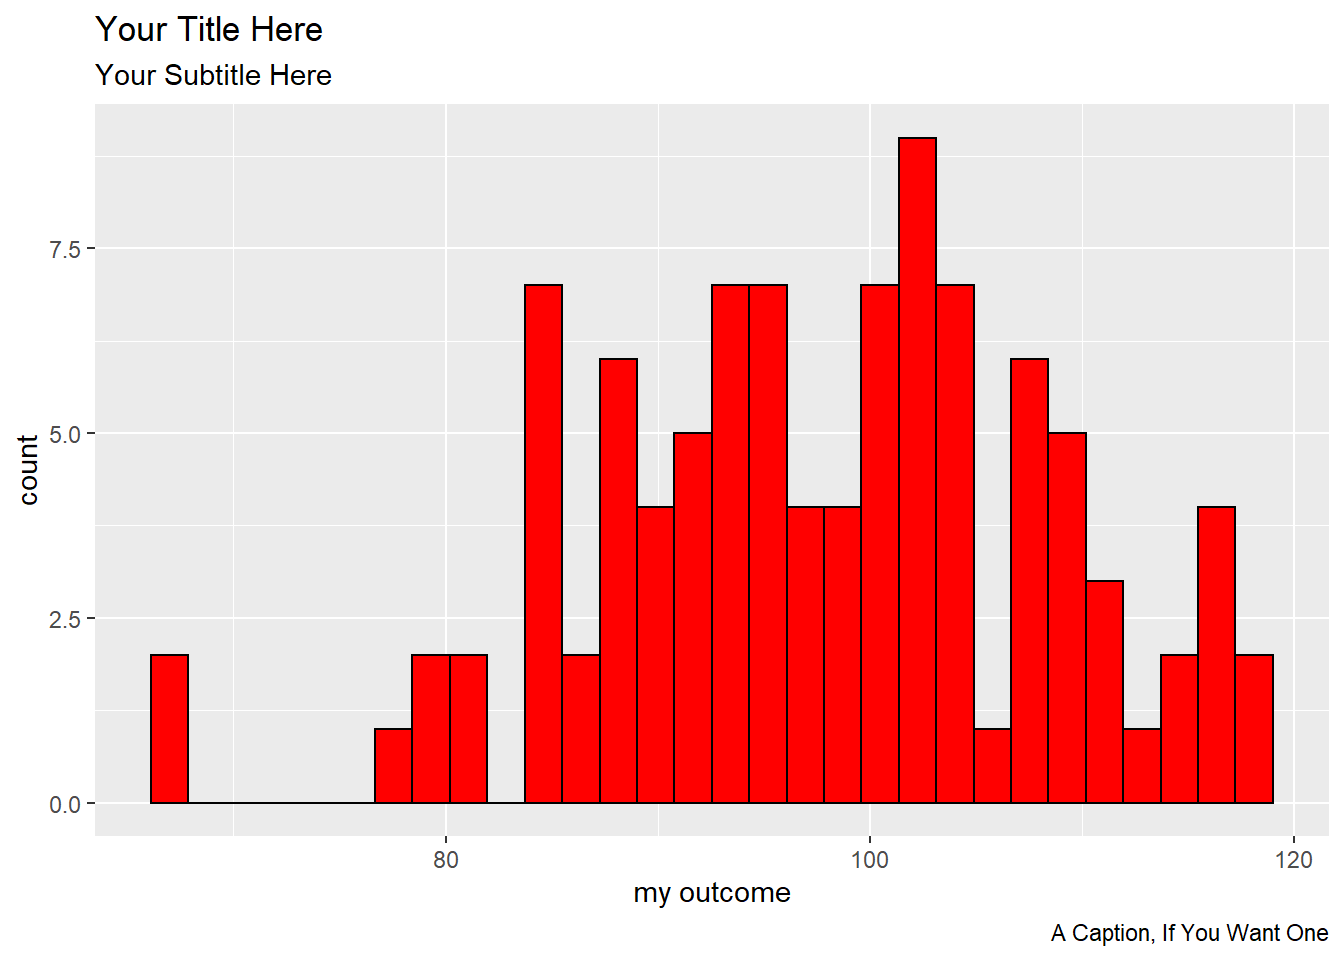 Your Title Here
Your Subtitle Here
count
7.5
5.0
2.5
0.0
80
100
120
my outcome
A Caption, If You Want One